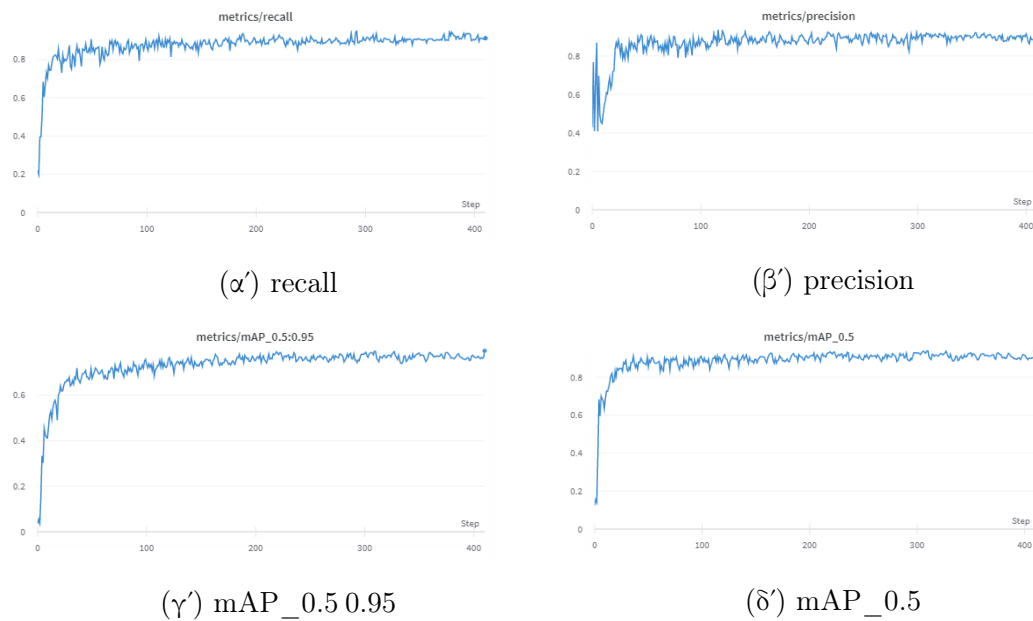 metrics/recall
0.8
0.6
0.4
0.2
0
Step
0 100 200 300 400
(α′) recall
metrics/precision
0.8
0.6
0.4
0.2
0
Step
0 100 200 300 400
(β′) precision
metrics/mAP_0.5:0.95
0.6
0.4
0.2
0
Step
0 100 200 300 400
(γ′) mAP_0.5 0.95
metrics/mAP_0.5
0.8
0.6
0.4
0.2
0
Step
0 100 200 300 400
(δ′) mAP_0.5